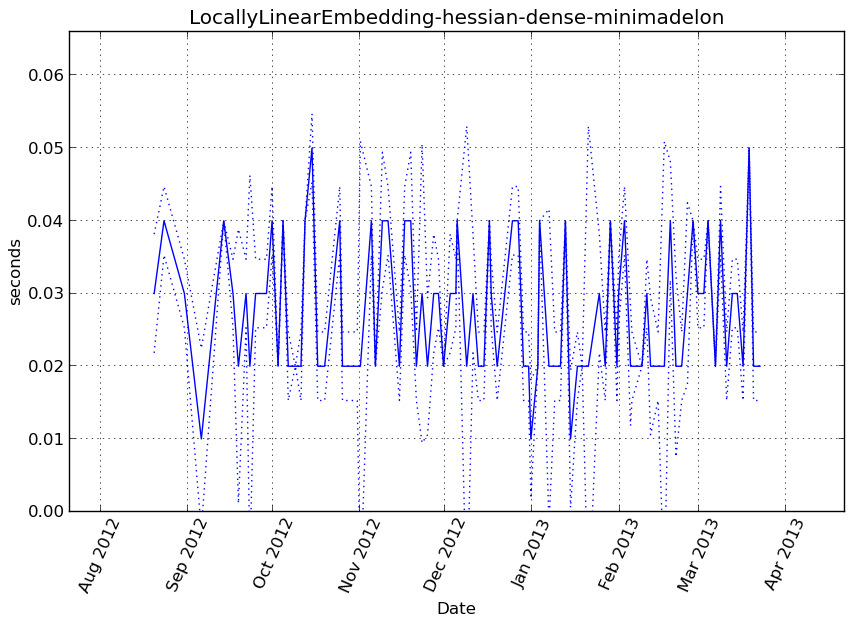 LocallyLinearEmbedding-hessian-dense-minimadelon
0.06
0.05
0.04
0.03
0.02
0.01
0.00
seconds
Aug 2012
Sep 2012
Oct 2012
Nov 2012
Dec 2012
Jan 2013
Feb 2013
Mar 2013
Apr 2013
Date